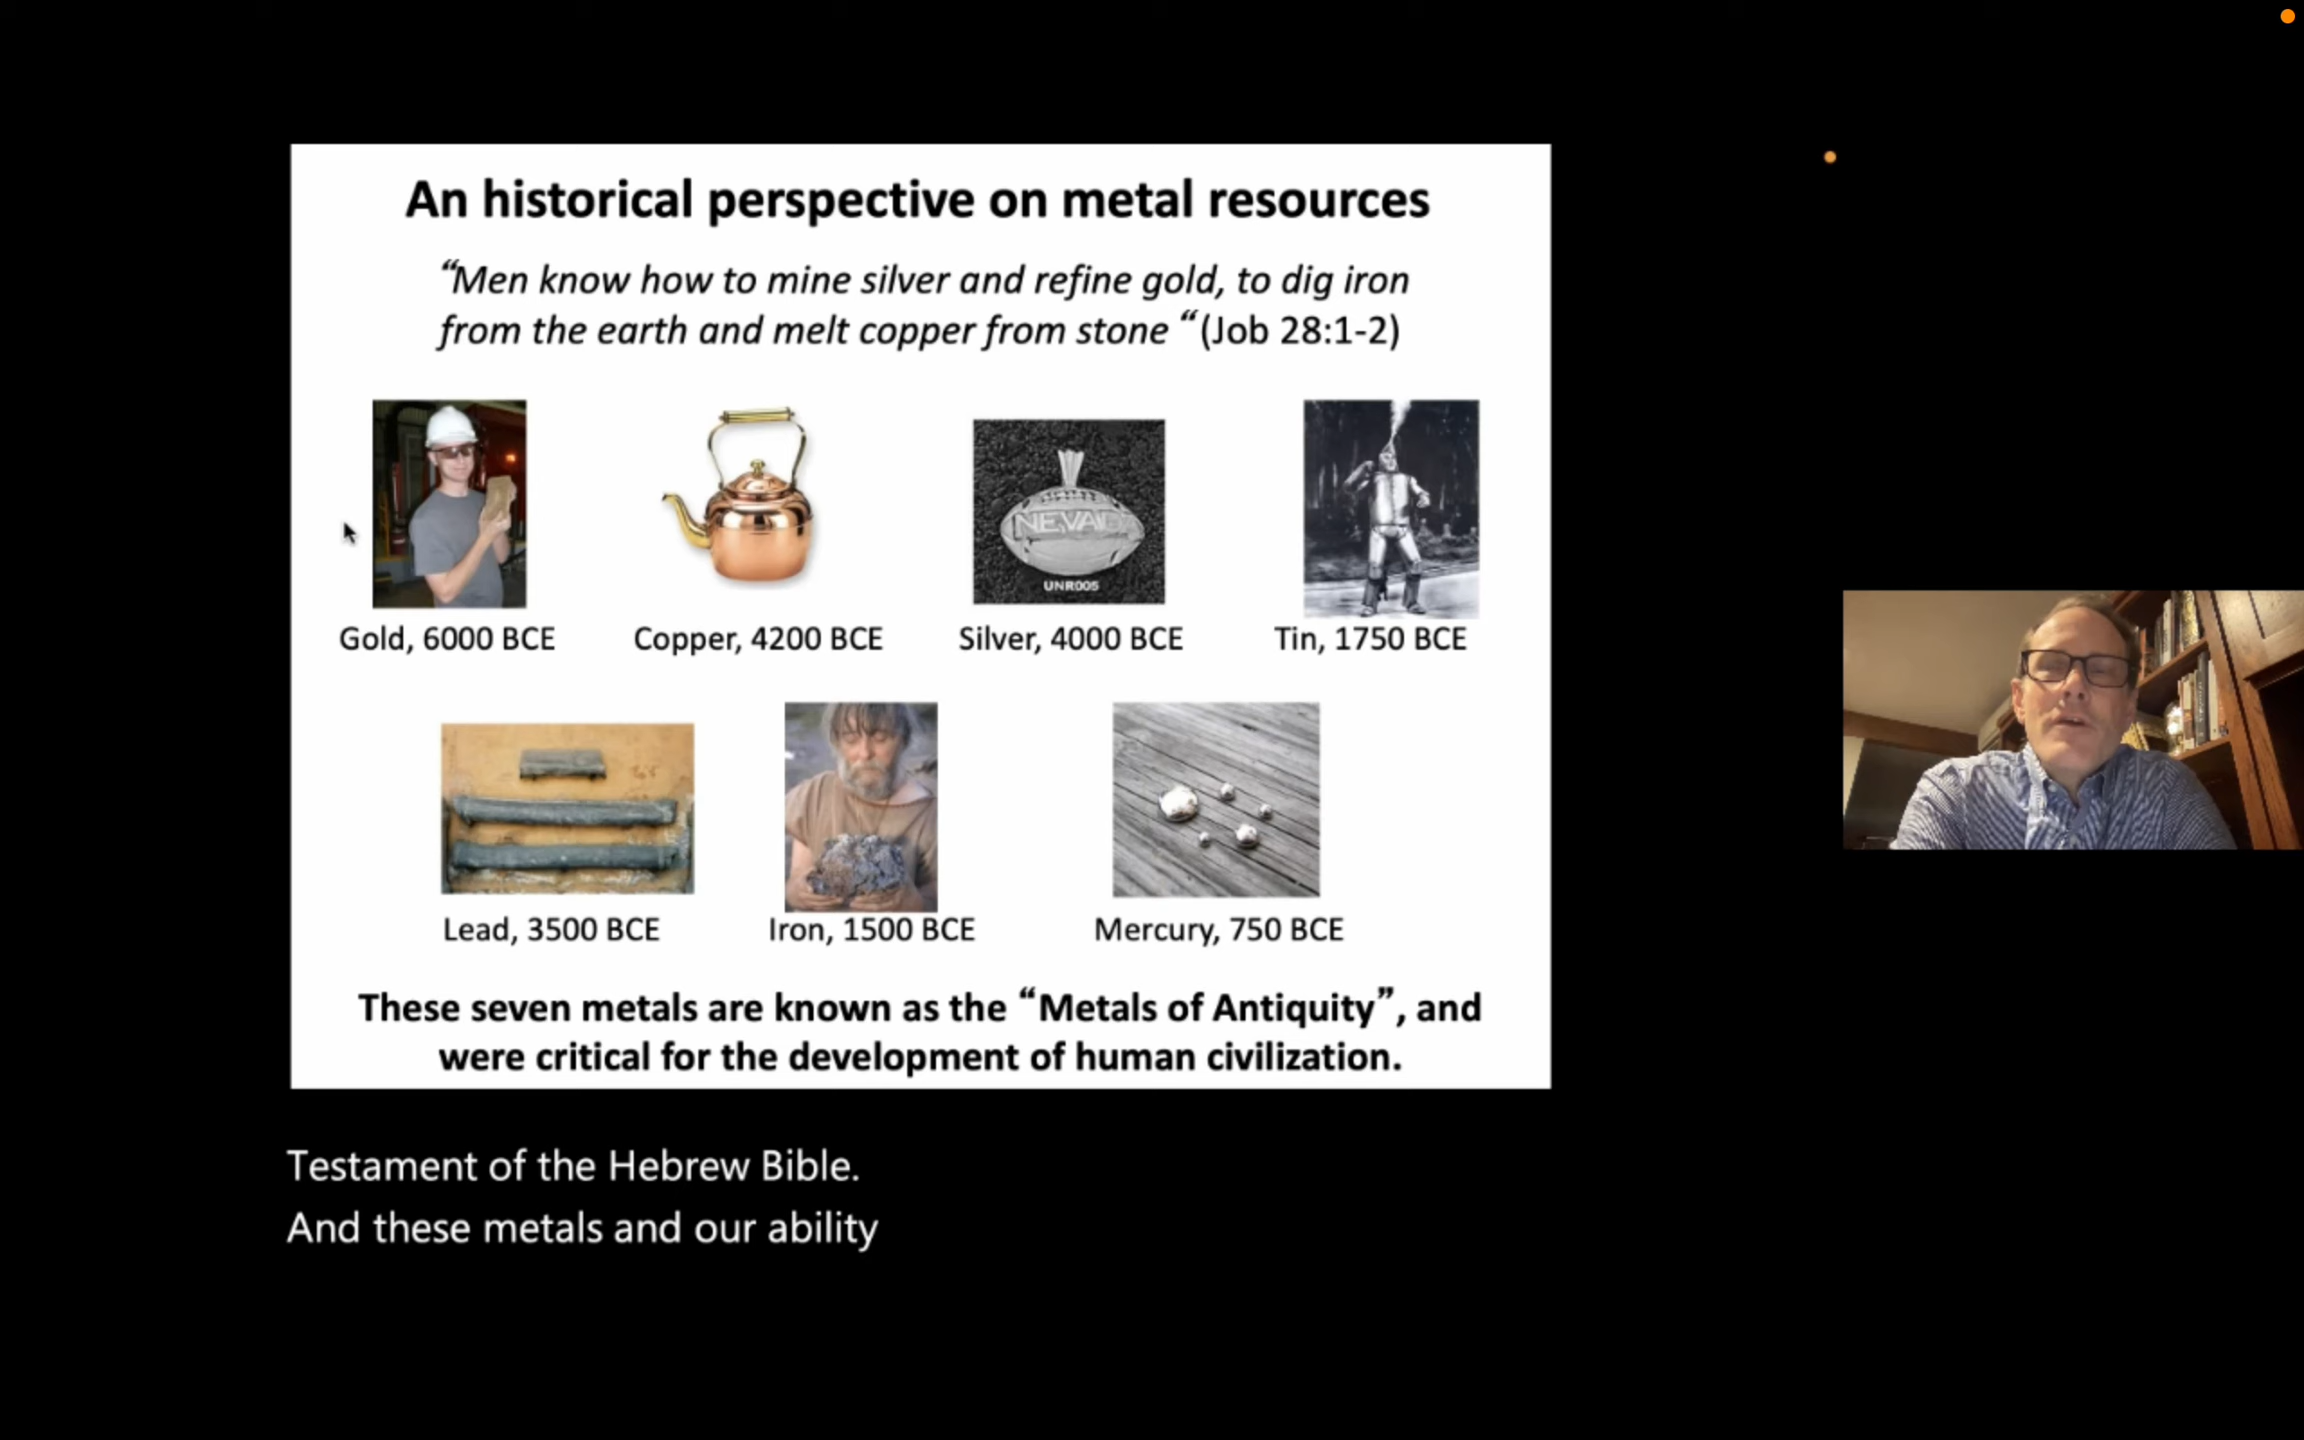 An historical perspective on metal resources
“Men know how to mine silver and refine gold, to dig iron
from the earth and melt copper from stone “ (Job 28:1-2)
NEVAD
UNR005
Gold, 6000 BCE
Copper, 4200 BCE
Silver, 4000 BCE
Tin, 1750 BCE
Lead, 3500 BCE
Iron, 1500 BCE
Mercury, 750 BCE
These seven metals are known as the “Metals of Antiquity”, and
were critical for the development of human civilization.
Testament of the Hebrew Bible.
And these metals and our ability